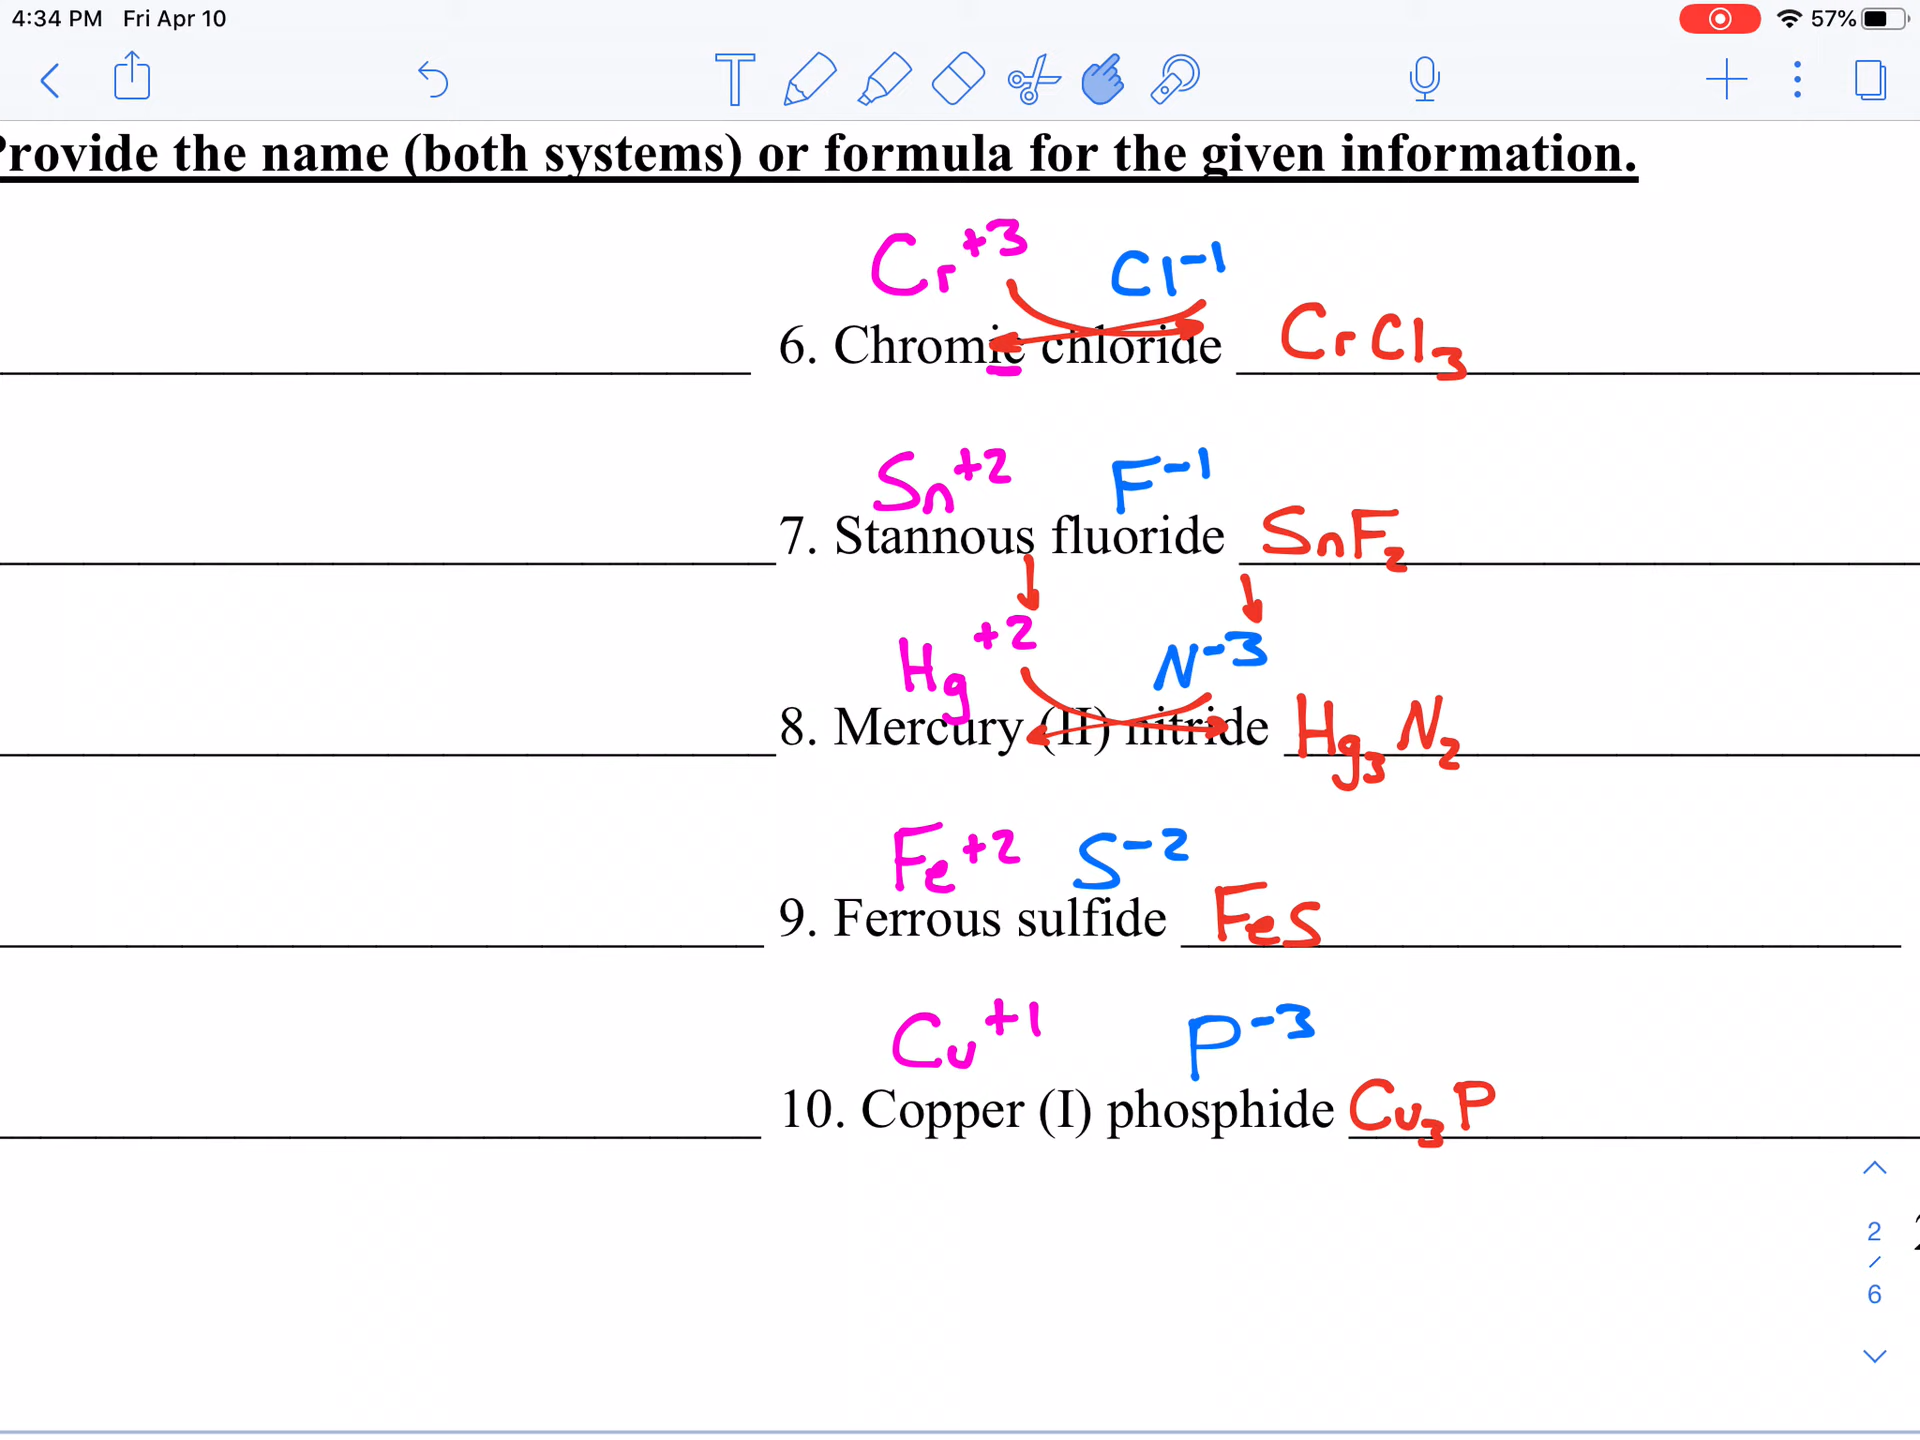 4:34 PM Fri Apr 10
57%
T
Provide the name (both systems) or formula for the given information.
Cr+3 Cl-1
6. Chromic chloride CrCl3
Sn+2 F-1
7. Stannous fluoride SnF2
Hg+2 N-3
8. Mercury (II) nitride Hg3N2
Fe+2 S-2
9. Ferrous sulfide FeS
Cu+1 P-3
10. Copper (I) phosphide Cu3P
2
/
6